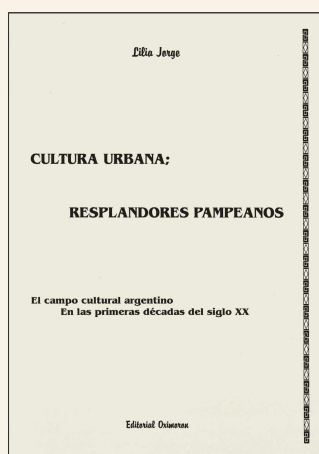 Lilia Jorge
CULTURA URBANA;
RESPLANDORES PAMPEANOS
El campo cultural argentino
En las primeras décadas del siglo XX
Editorial Oximoron